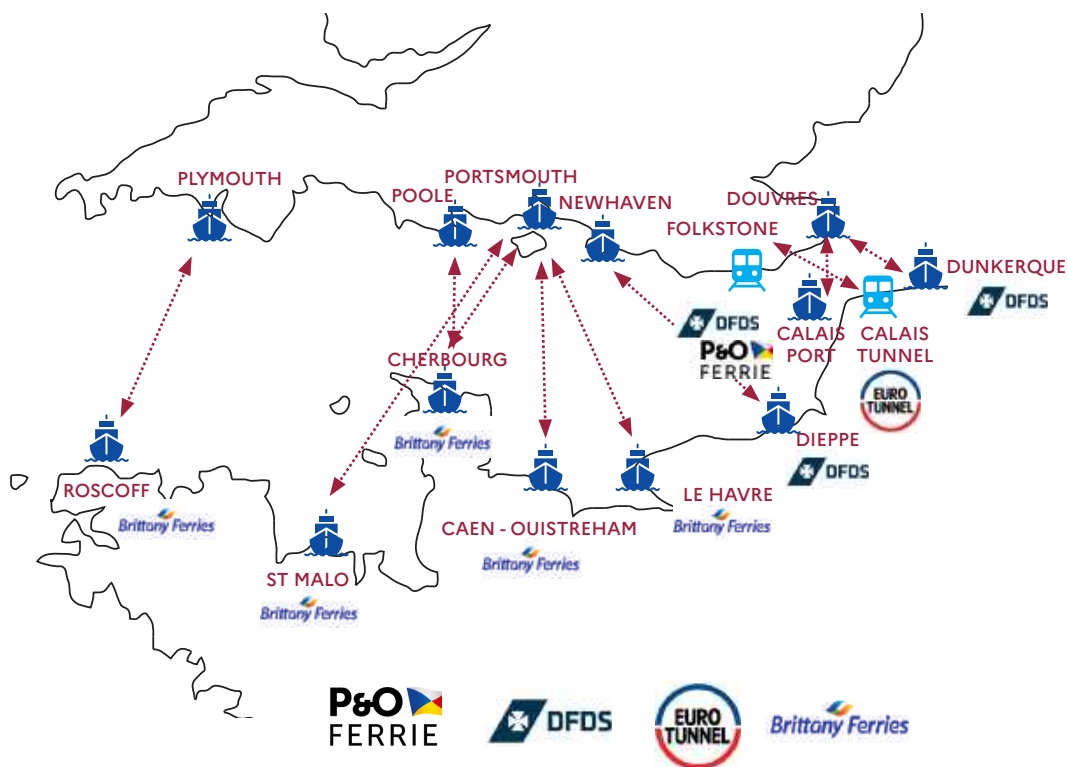 PLYMOUTH
PORTSMOUTH
POOLE
NEWHAVEN
DOUVRES
FOLKSTONE
DUNKERQUE
DFDS
DFDS
P&O
FERRIE
CALAIS
PORT
CALAIS
TUNNEL
EURO
TUNNEL
CHERBOURG
Brittany Ferries
DIEPPE
DFDS
ROSCOFF
Brittany Ferries
LE HAVRE
Brittany Ferries
CAEN - OUISTREHAM
Brittany Ferries
ST MALO
Brittany Ferries
P&O
FERRIE
DFDS
EURO
TUNNEL
Brittany Ferries